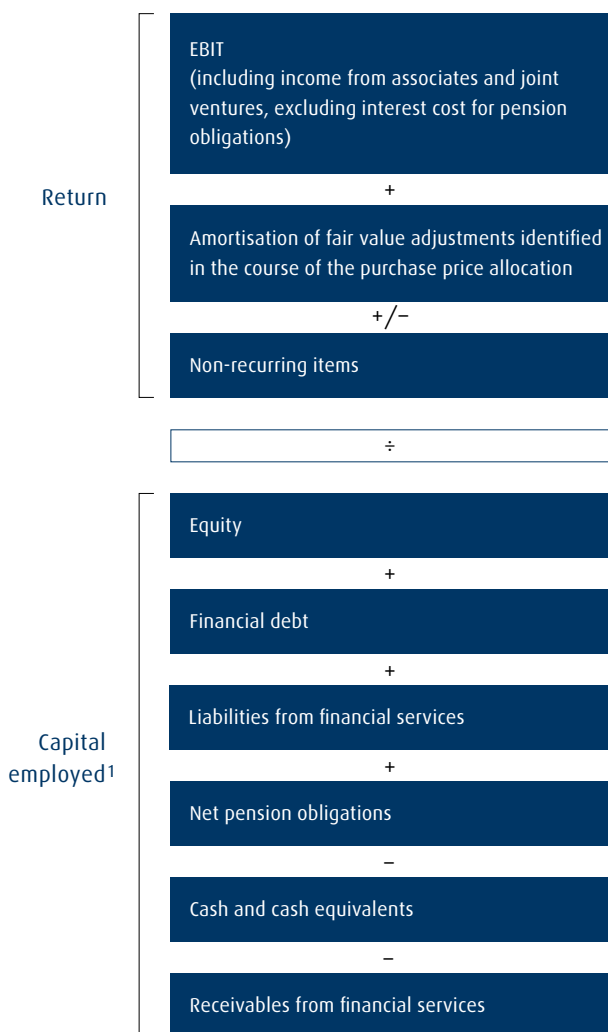 EBIT
(including income from associates and joint
ventures, excluding interest cost for pension
obligations)
Return
+
Amortisation of fair value adjustments identified
in the course of the purchase price allocation
+/−
Non-recurring items
÷
Equity
+
Financial debt
+
Liabilities from financial services
Capital
employed1
+
Net pension obligations
−
Cash and cash equivalents
−
Receivables from financial services